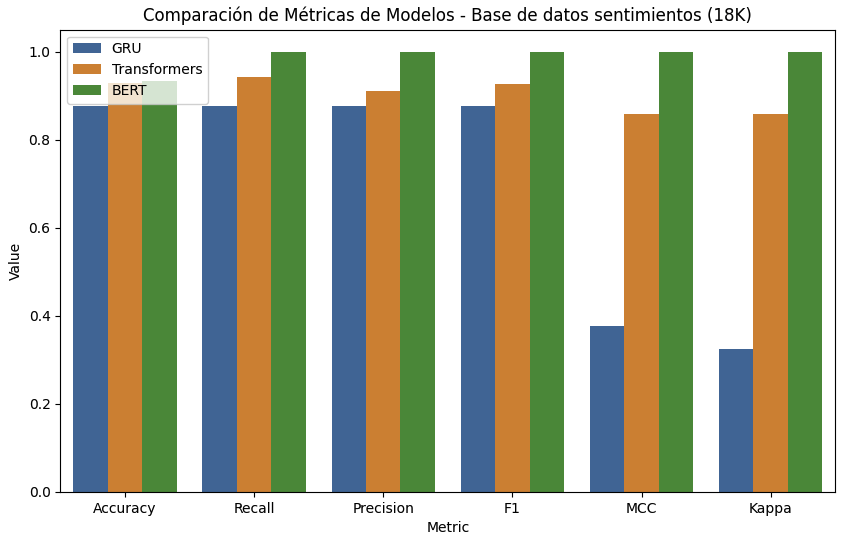 Comparación de Métricas de Modelos - Base de datos sentimientos (18K)
GRU
Transformers
BERT
1.0
0.8
0.6
0.4
0.2
0.0
Value
Accuracy Recall Precision F1 MCC Kappa
Metric